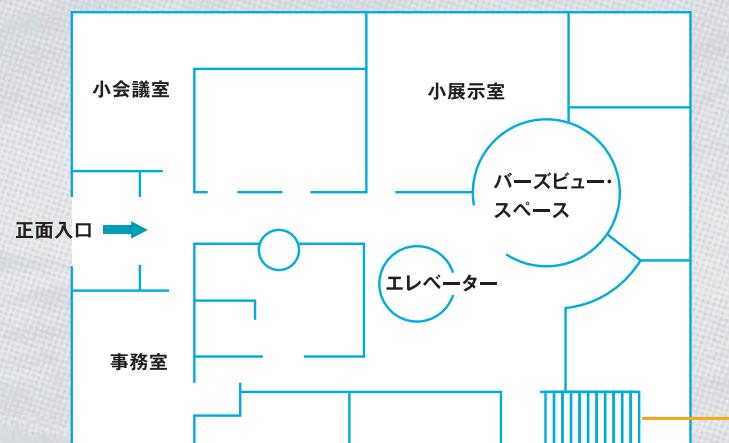 小会議室
小展示室
バーズビュー・
スペース
正面入口
エレベーター
事務室